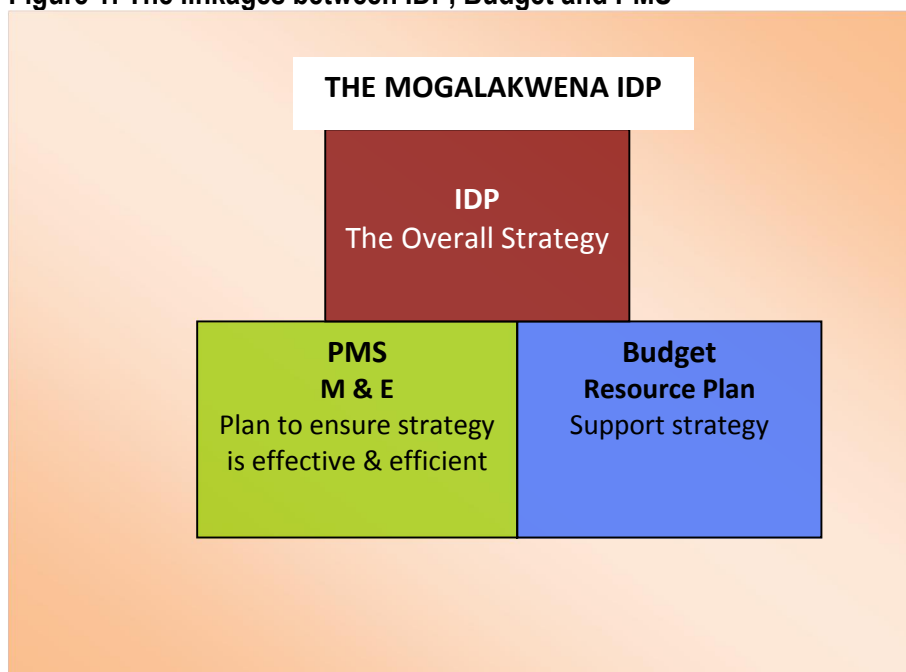 Figure 1: The linkages between IDP, Budget and PMS
THE MOGALAKWENA IDP
IDP
The Overall Strategy
PMS
M & E
Plan to ensure strategy
is effective & efficient
Budget
Resource Plan
Support strategy